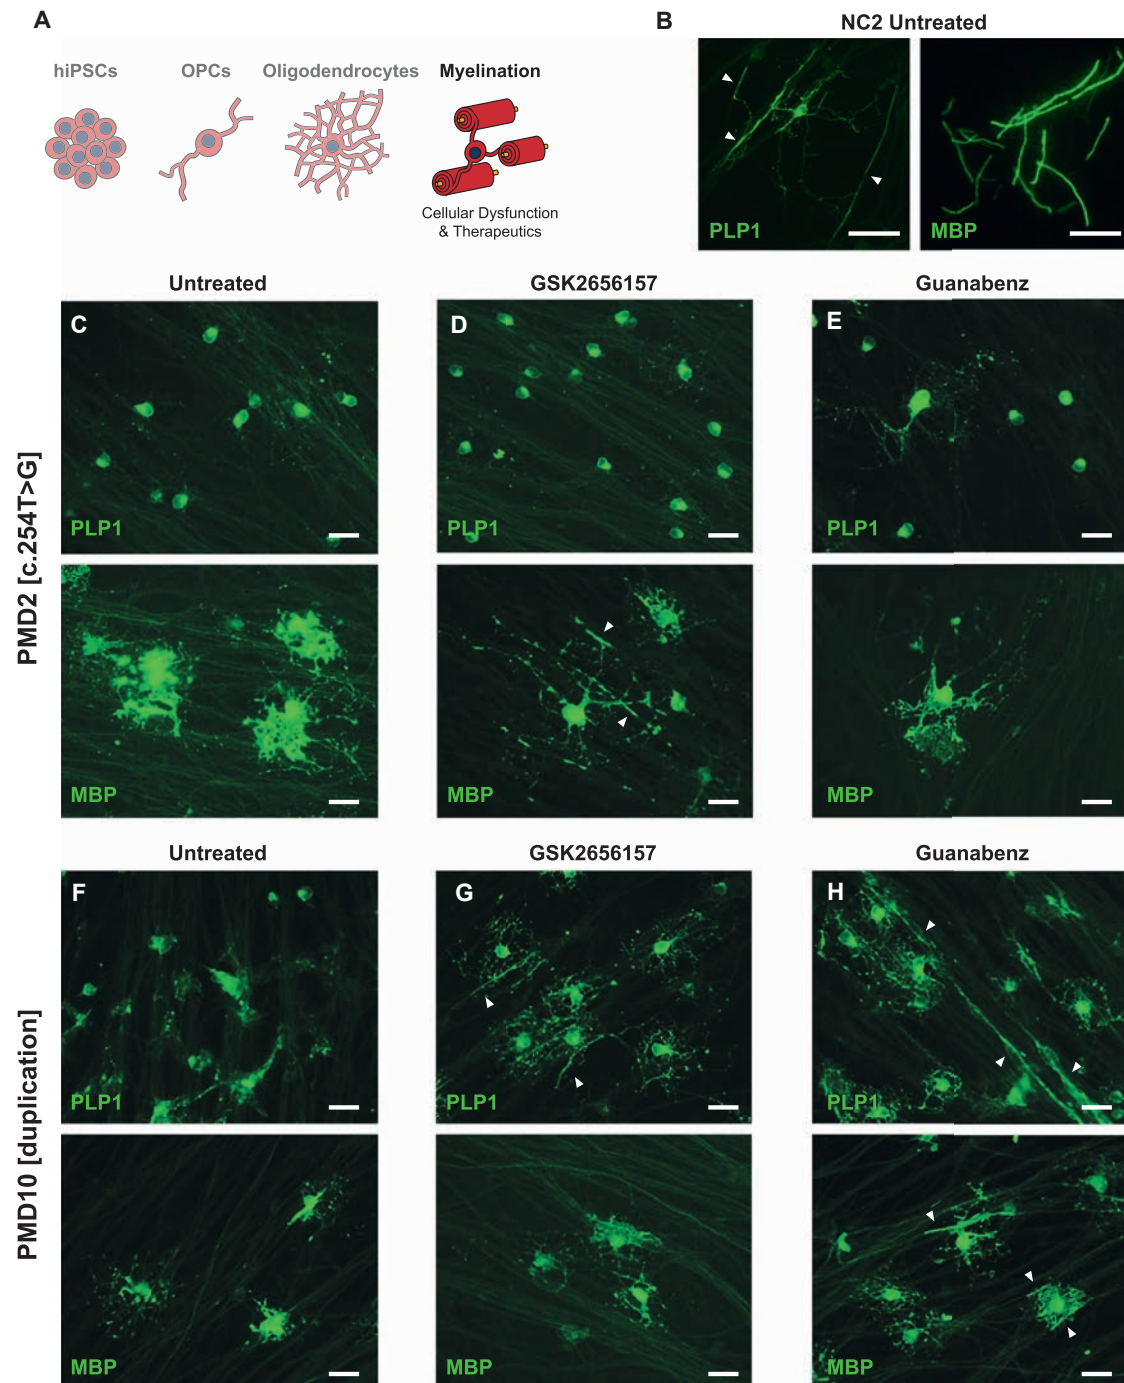 A
hiPSCs
OPCs
Oligodendrocytes
Myelination
Cellular Dysfunction
& Therapeutics
B
NC2 Untreated
PLP1
MBP
PMD2 [c.254T>G]
Untreated
GSK2656157
Guanabenz
C
PLP1
D
PLP1
E
PLP1
MBP
MBP
MBP
PMD10 [duplication]
Untreated
GSK2656157
Guanabenz
F
PLP1
G
PLP1
H
PLP1
MBP
MBP
MBP